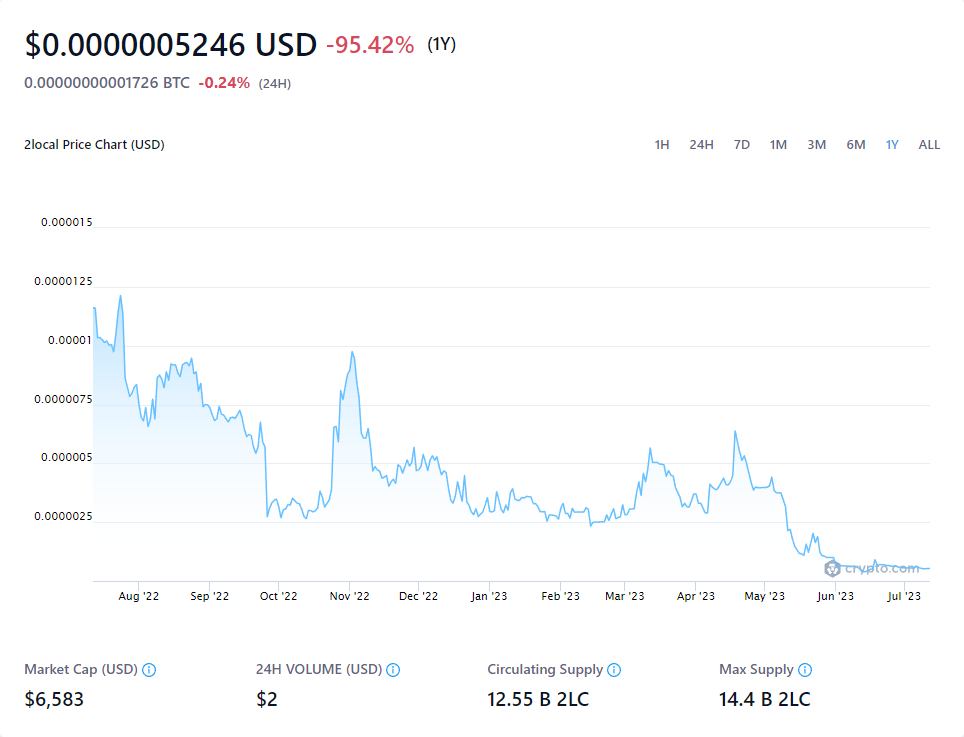 $0.0000005246 USD -95.42% (1Y)
0.00000000001726 BTC -0.24% (24H)
2local Price Chart (USD) 1H 24H 7D 1M 3M 6M 1Y ALL
0.000015
0.0000125
0.00001
0.0000075
0.000005
0.0000025
crypto.com
Aug '22 Sep '22 Oct '22 Nov '22 Dec '22 Jan '23 Feb '23 Mar '23 Apr '23 May '23 Jun '23 Jul '23
Market Cap (USD) 24H VOLUME (USD) Circulating Supply Max Supply
$6,583 $2 12.55 B 2LC 14.4 B 2LC